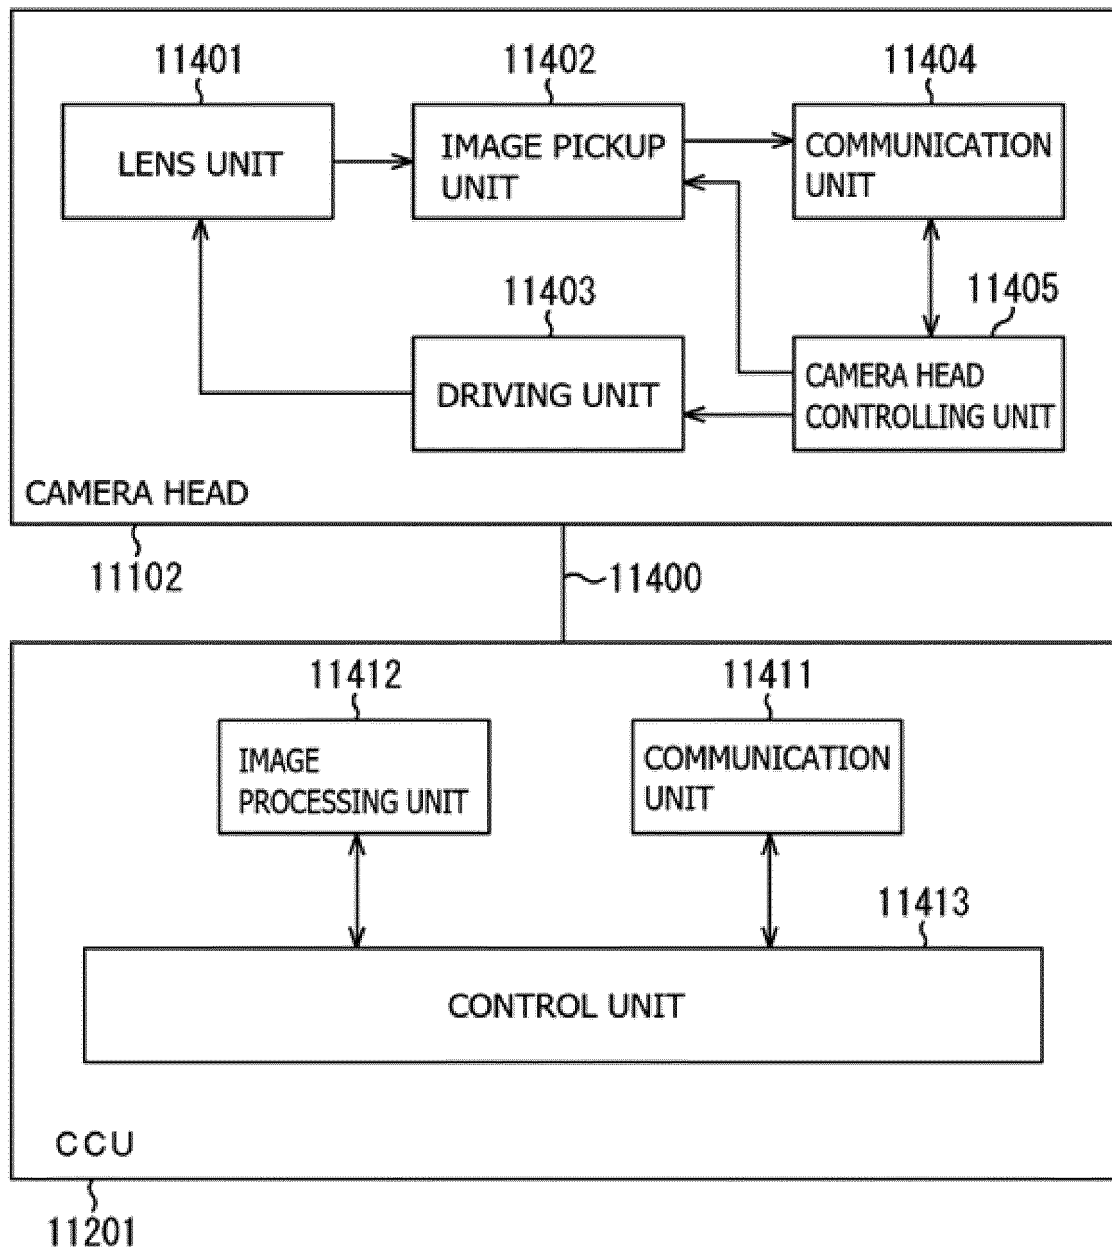 11401
11402
11404
LENS UNIT
IMAGE PICKUP
UNIT
COMMUNICATION
UNIT
11403
11405
DRIVING UNIT
CAMERA HEAD
CONTROLLING UNIT
CAMERA HEAD
11102
11400
11412
11411
IMAGE
PROCESSING UNIT
COMMUNICATION
UNIT
11413
CONTROL UNIT
CCU
11201